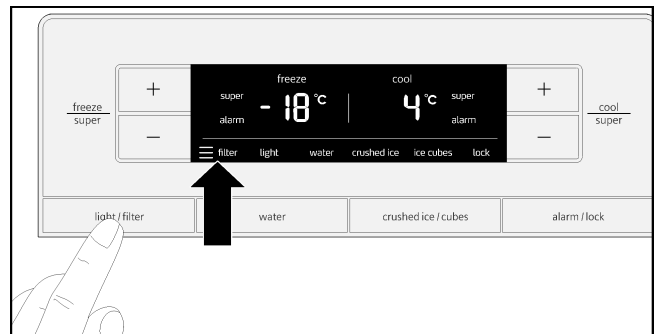 freeze cool
super super
+ - 18 °C 4 °C +
freeze
super
alarm alarm
cool
super
− −
filter light water crushed ice ice cubes lock
light / filter water crushed ice / cubes alarm / lock